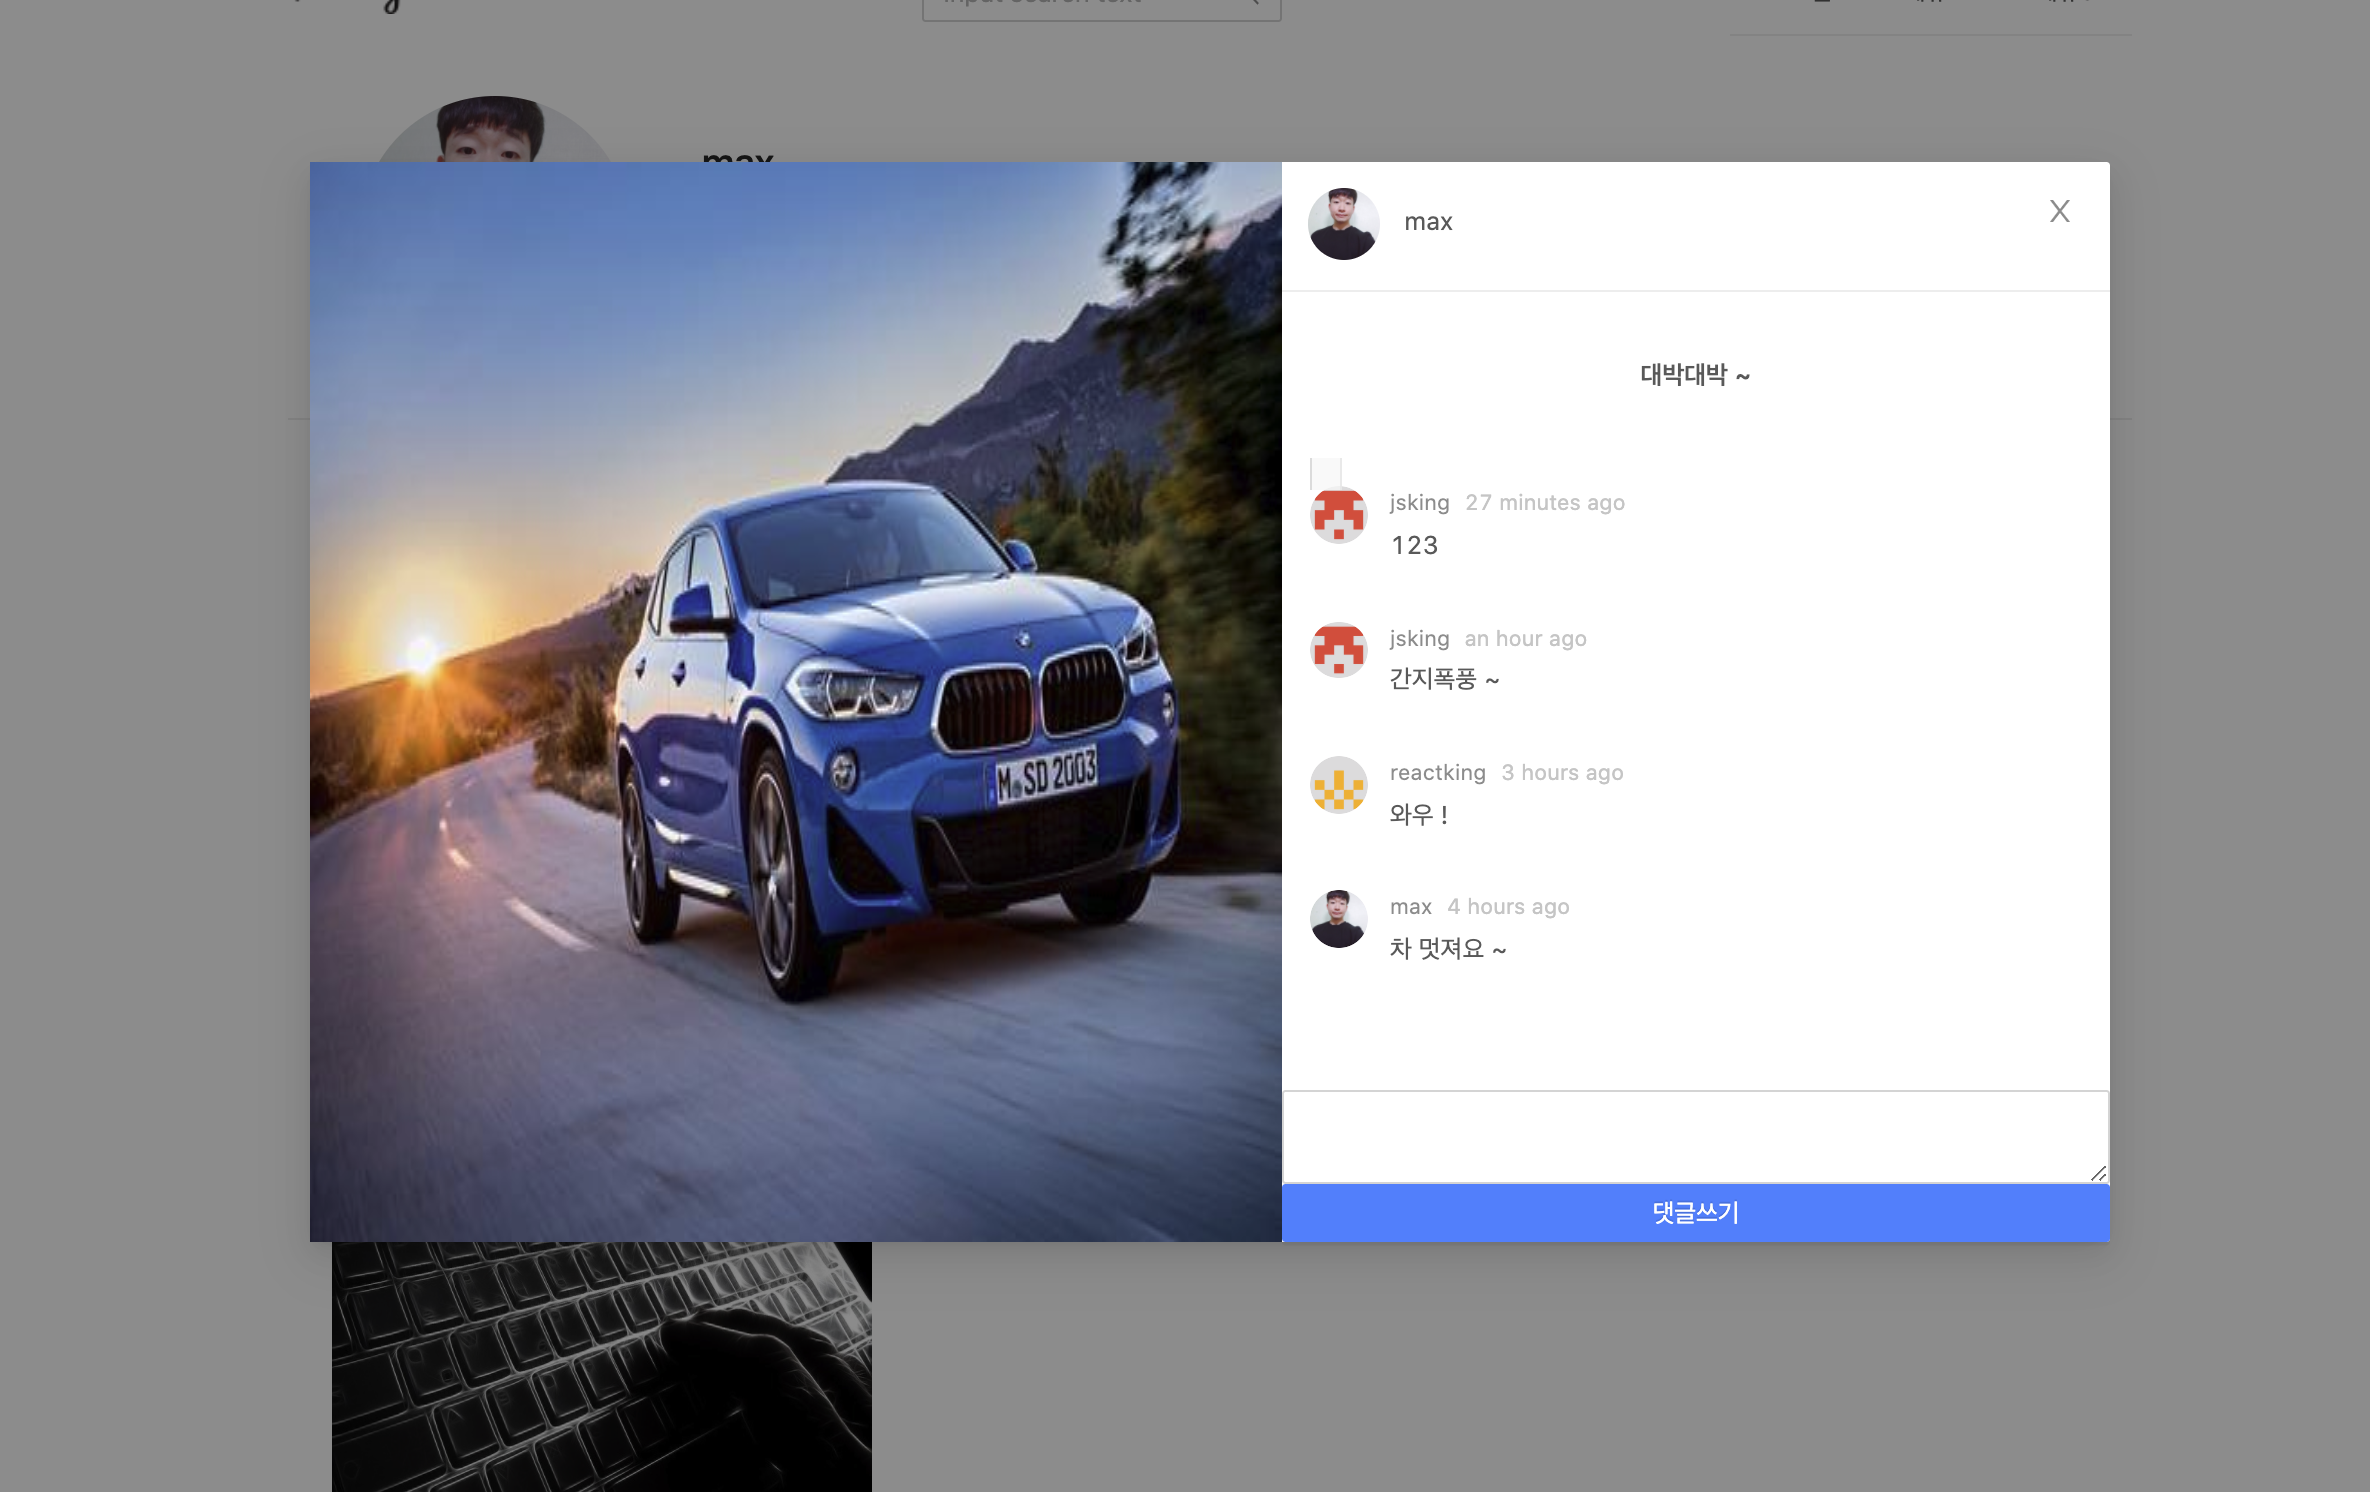 max
X
대박대박 ~
jsking 27 minutes ago
123
jsking an hour ago
간지폭풍 ~
reactking 3 hours ago
와우 !
max 4 hours ago
차 멋져요 ~
댓글쓰기
M SD 2003